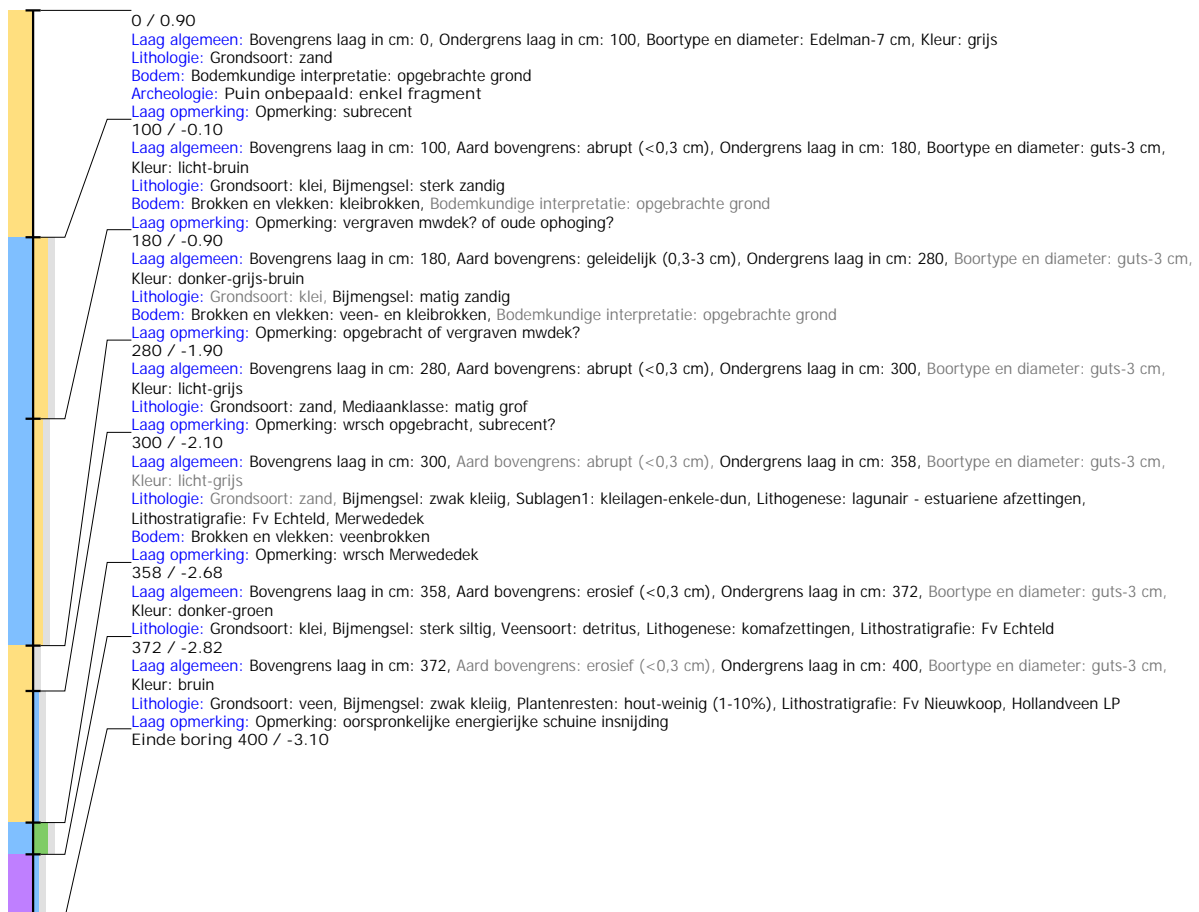 0 / 0.90
Laag algemeen: Bovengrens laag in cm: 0, Ondergrens laag in cm: 100, Boortype en diameter: Edelman-7 cm, Kleur: grijs
Lithologie: Grondsoort: zand
Bodem: Bodemkundige interpretatie: opgebrachte grond
Archeologie: Puin onbepaald: enkel fragment
Laag opmerking: Opmerking: subrecent
100 / -0.10
Laag algemeen: Bovengrens laag in cm: 100, Aard bovengrens: abrupt (<0,3 cm), Ondergrens laag in cm: 180, Boortype en diameter: guts-3 cm,
Kleur: licht-bruin
Lithologie: Grondsoort: klei, Bijmengsel: sterk zandig
Bodem: Brokken en vlekken: kleibrokken, Bodemkundige interpretatie: opgebrachte grond
Laag opmerking: Opmerking: vergraven mwdek? of oude ophoging?
180 / -0.90
Laag algemeen: Bovengrens laag in cm: 180, Aard bovengrens: geleidelijk (0,3-3 cm), Ondergrens laag in cm: 280, Boortype en diameter: guts-3 cm,
Kleur: donker-grijs-bruin
Lithologie: Grondsoort: klei, Bijmengsel: matig zandig
Bodem: Brokken en vlekken: veen- en kleibrokken, Bodemkundige interpretatie: opgebrachte grond
Laag opmerking: Opmerking: opgebracht of vergraven mwdek?
280 / -1.90
Laag algemeen: Bovengrens laag in cm: 280, Aard bovengrens: abrupt (<0,3 cm), Ondergrens laag in cm: 300, Boortype en diameter: guts-3 cm,
Kleur: licht-grijs
Lithologie: Grondsoort: zand, Mediaanklasse: matig grof
Laag opmerking: Opmerking: wrsch opgebracht, subrecent?
300 / -2.10
Laag algemeen: Bovengrens laag in cm: 300, Aard bovengrens: abrupt (<0,3 cm), Ondergrens laag in cm: 358, Boortype en diameter: guts-3 cm,
Kleur: licht-grijs
Lithologie: Grondsoort: zand, Bijmengsel: zwak kleiig, Sublagen1: kleilagen-enkele-dun, Lithogenese: lagunair - estuariene afzettingen,
Lithostratigrafie: Fv Echteld, Merwededek
Bodem: Brokken en vlekken: veenbrokken
Laag opmerking: Opmerking: wrsch Merwededek
358 / -2.68
Laag algemeen: Bovengrens laag in cm: 358, Aard bovengrens: erosief (<0,3 cm), Ondergrens laag in cm: 372, Boortype en diameter: guts-3 cm,
Kleur: donker-groen
Lithologie: Grondsoort: klei, Bijmengsel: sterk siltig, Veensoort: detritus, Lithogenese: komafzettingen, Lithostratigrafie: Fv Echteld
372 / -2.82
Laag algemeen: Bovengrens laag in cm: 372, Aard bovengrens: erosief (<0,3 cm), Ondergrens laag in cm: 400, Boortype en diameter: guts-3 cm,
Kleur: bruin
Lithologie: Grondsoort: veen, Bijmengsel: zwak kleiig, Plantenresten: hout-weinig (1-10%), Lithostratigrafie: Fv Nieuwkoop, Hollandveen LP
Laag opmerking: Opmerking: oorspronkelijke energierijke schuine insnijding
Einde boring 400 / -3.10